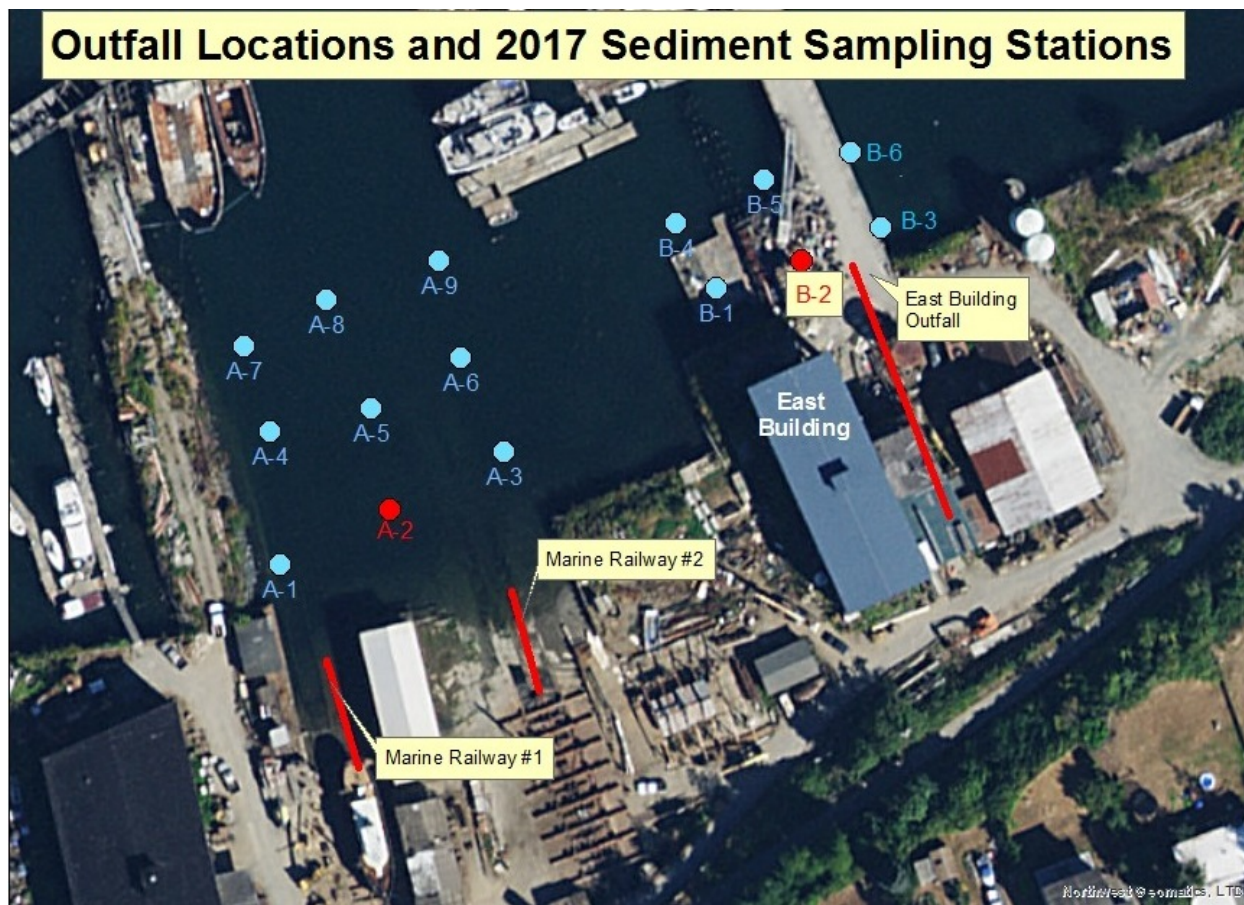 Outfall Locations and 2017 Sediment Sampling Stations
B-6
B-5
B-3
B-4
A-9
B-2
B-1
East Building
Outfall
A-8
A-7
A-6
East
Building
A-5
A-4
A-3
A-2
Marine Railway #2
A-1
Marine Railway #1
Northwest Geomatics, LTD